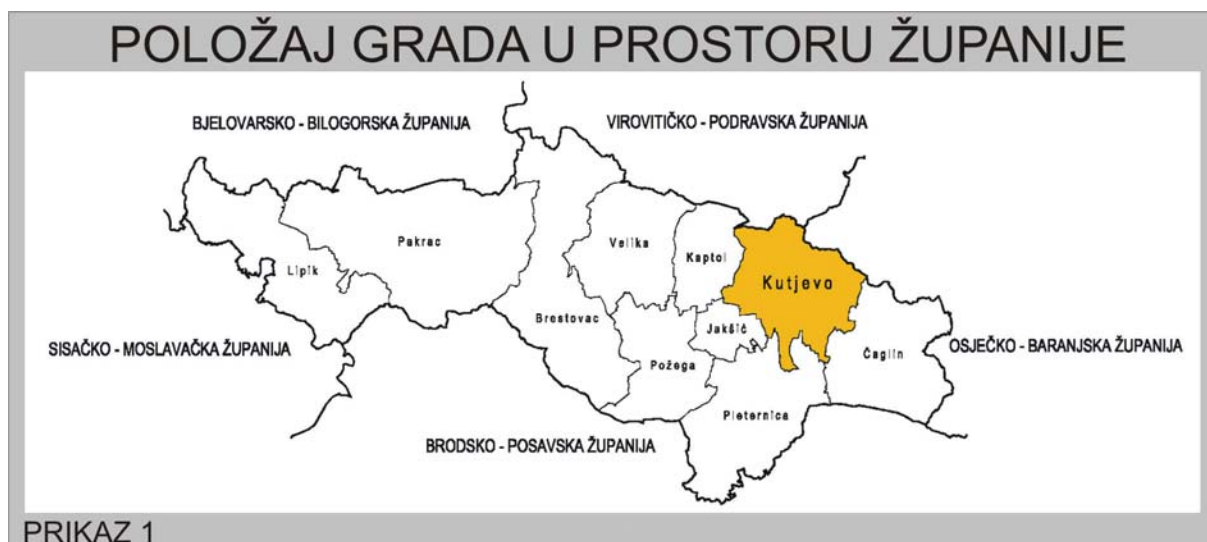 POLOŽAJ GRADA U PROSTORU ŽUPANIJE
BJELOVARSKO - BILOGORSKA ŽUPANIJA
VIROVITIČKO - PODRAVSKA ŽUPANIJA
Pakrac
Velika
Kaptol
Lipik
Kutjevo
Brestovac
Jakšić
SISAČKO - MOSLAVAČKA ŽUPANIJA
OSJEČKO - BARANJSKA ŽUPANIJA
Čaglin
Požega
Pleternica
BRODSKO - POSAVSKA ŽUPANIJA
PRIKAZ 1